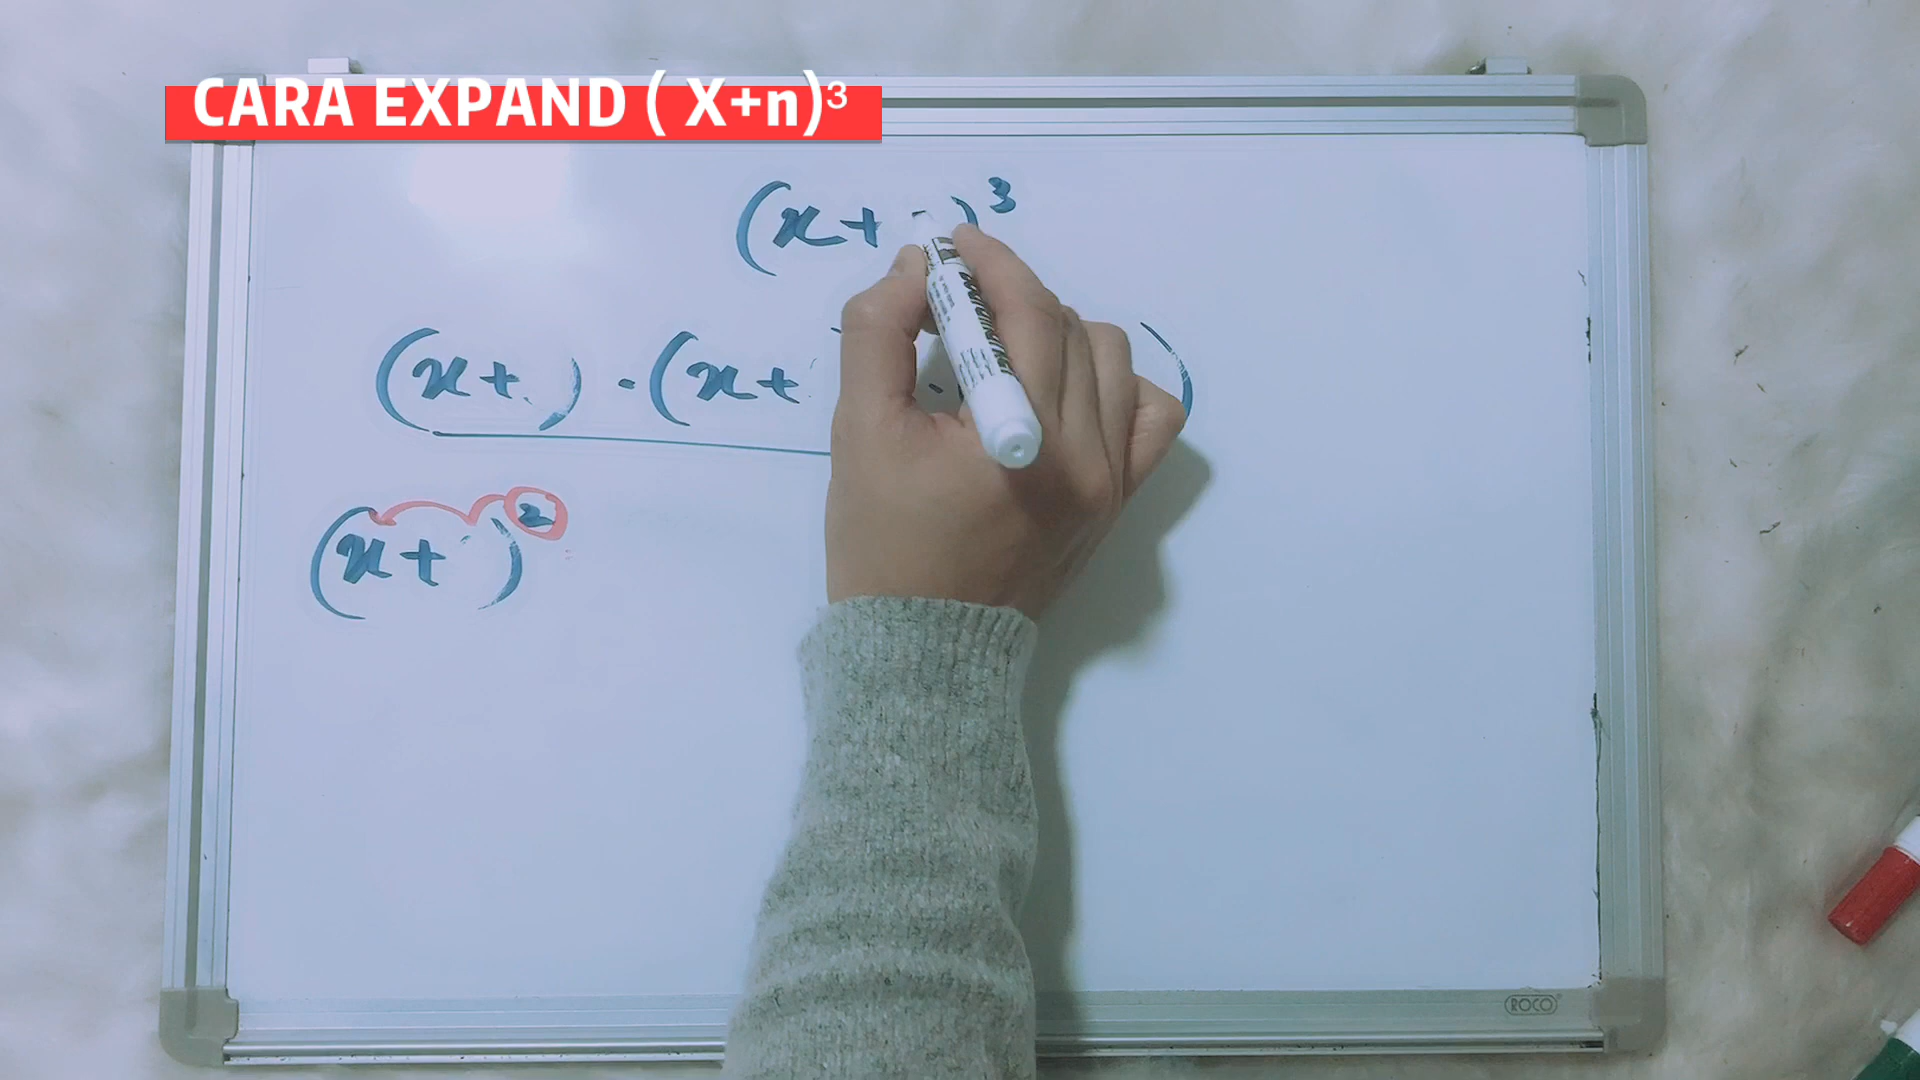 CARA EXPAND ( X+n)³
(x+ )³
(x+ ) · (x+ · )
(x+ )²
ROCO